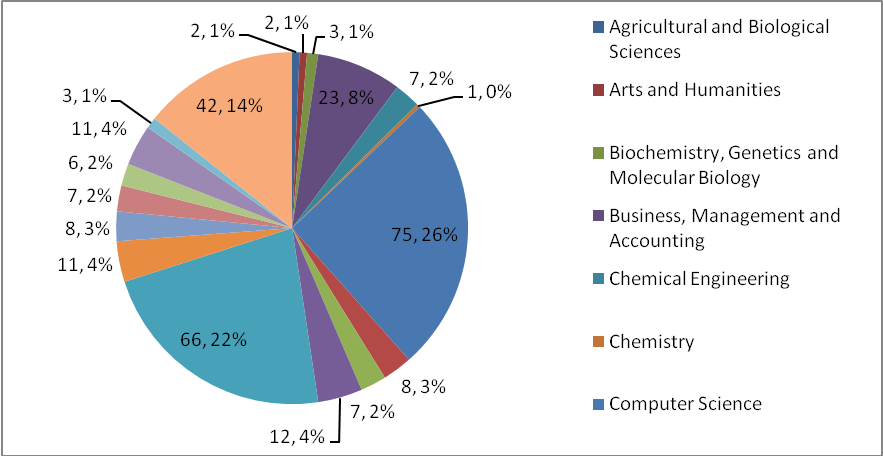 2, 1%
2, 1%
3, 1%
23, 8%
7, 2%
1, 0%
75, 26%
8, 3%
7, 2%
12, 4%
66, 22%
11, 4%
8, 3%
7, 2%
6, 2%
11, 4%
3, 1%
42, 14%
Agricultural and Biological
Sciences
Arts and Humanities
Biochemistry, Genetics and
Molecular Biology
Business, Management and
Accounting
Chemical Engineering
Chemistry
Computer Science